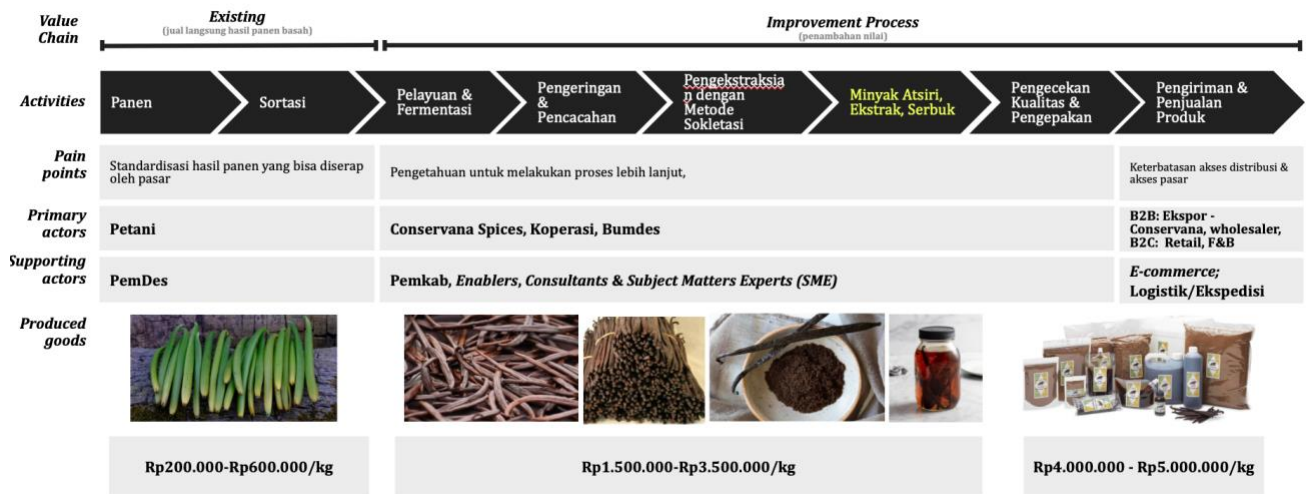 Value
Chain
Existing
(jual langsung hasil panen basah)
Improvement Process
(penambahan nilai)
Activities
Panen
Sortasi
Pelayuan &
Fermentasi
Pengeringan
&
Pencacahan
Pengekstraksia
n dengan
Metode
Sokletasi
Minyak Atsiri,
Ekstrak, Serbuk
Pengecekan
Kualitas &
Pengepakan
Pengiriman &
Penjualan
Produk
Pain
points
Standardisasi hasil panen yang bisa diserap
oleh pasar
Pengetahuan untuk melakukan proses lebih lanjut,
Keterbatasan akses distribusi &
akses pasar
Primary
actors
Petani
Conservana Spices, Koperasi, Bumdes
B2B: Ekspor -
Conservana, wholesaler,
B2C: Retail, F&B
Supporting
actors
PemDes
Pemkab, Enablers, Consultants & Subject Matters Experts (SME)
E-commerce;
Logistik/Ekspedisi
Produced
goods
Rp200.000-Rp600.000/kg
Rp1.500.000-Rp3.500.000/kg
Rp4.000.000 - Rp5.000.000/kg